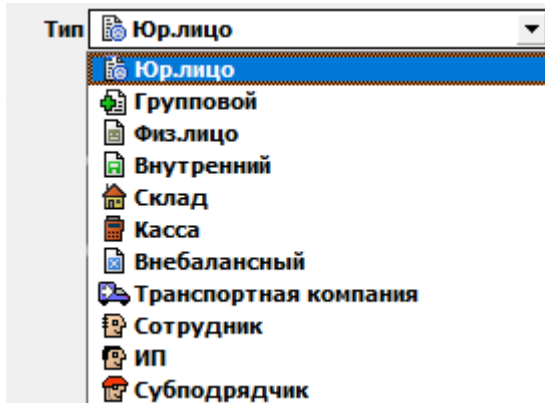 Тип Юр.лицо
Юр.лицо
Групповой
Физ.лицо
Внутренний
Склад
Касса
Внебалансный
Транспортная компания
Сотрудник
ИП
Субподрядчик